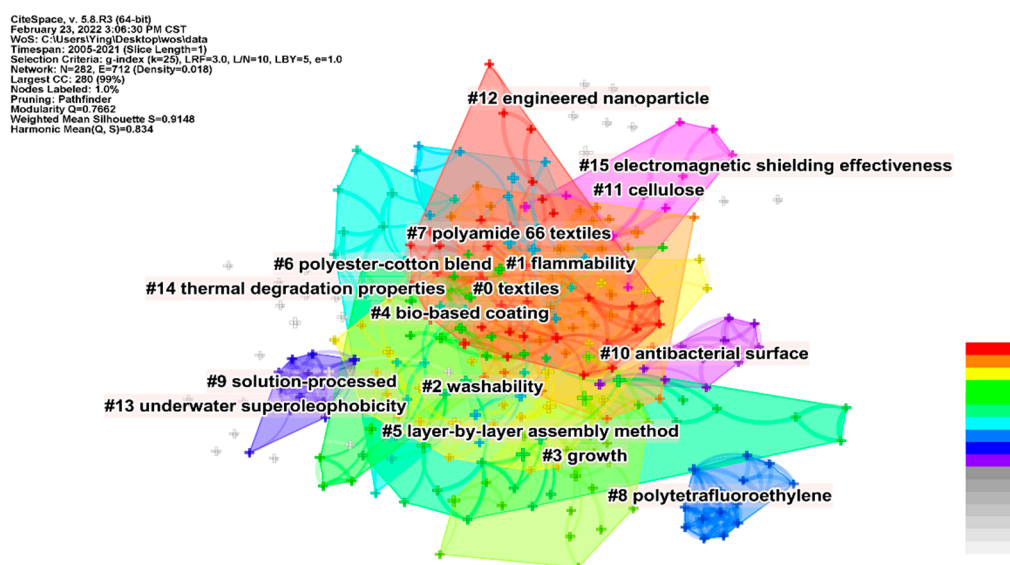 CiteSpace, v. 5.8.R3 (64-bit)
February 23, 2022 3:06:30 PM CST
WoS: C:\Users\Ying\Desktop\wos\data
Timespan: 2005-2021 (Slice Length=1)
Selection Criteria: g-index (k=25), LRF=3.0, L/N=10, LBY=5, e=1.0
Network: N=282, E=712 (Density=0.018)
Largest CC: 280 (99%)
Nodes Labeled: 1.0%
Pruning: Pathfinder
Modularity Q=0.7662
Weighted Mean Silhouette S=0.9148
Harmonic Mean(Q, S)=0.834
#12 engineered nanoparticle
#15 electromagnetic shielding effectiveness
#11 cellulose
#7 polyamide 66 textiles
#6 polyester-cotton blend #1 flammability
#14 thermal degradation properties #0 textiles
#4 bio-based coating
#10 antibacterial surface
#9 solution-processed #2 washability
#13 underwater superoleophobicity
#5 layer-by-layer assembly method
#3 growth
#8 polytetrafluoroethylene